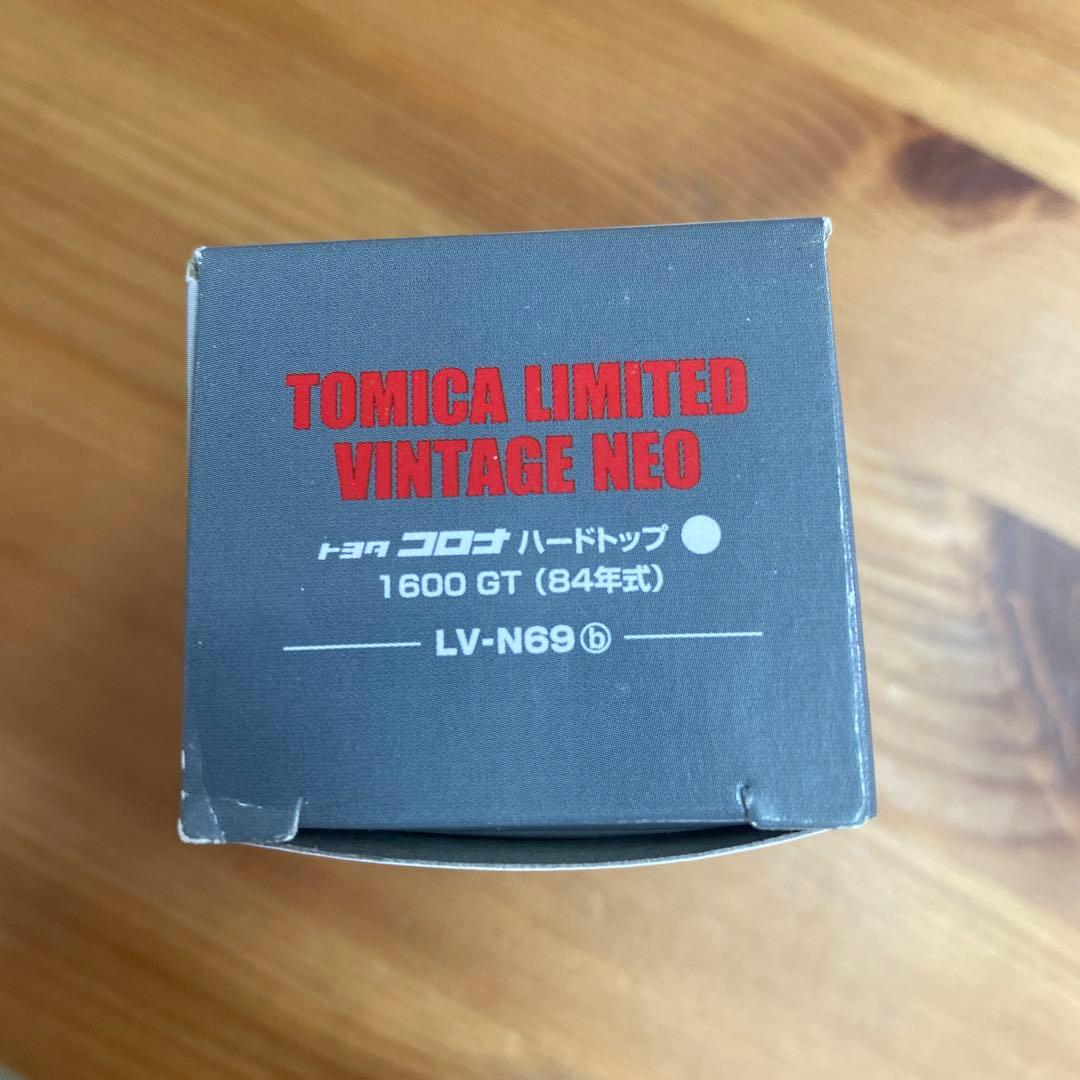 TOMICA LIMITED
VINTAGE NEO
トヨタ コロナ ハードトップ
1600 GT (84年式)
LV-N69 ⓑ